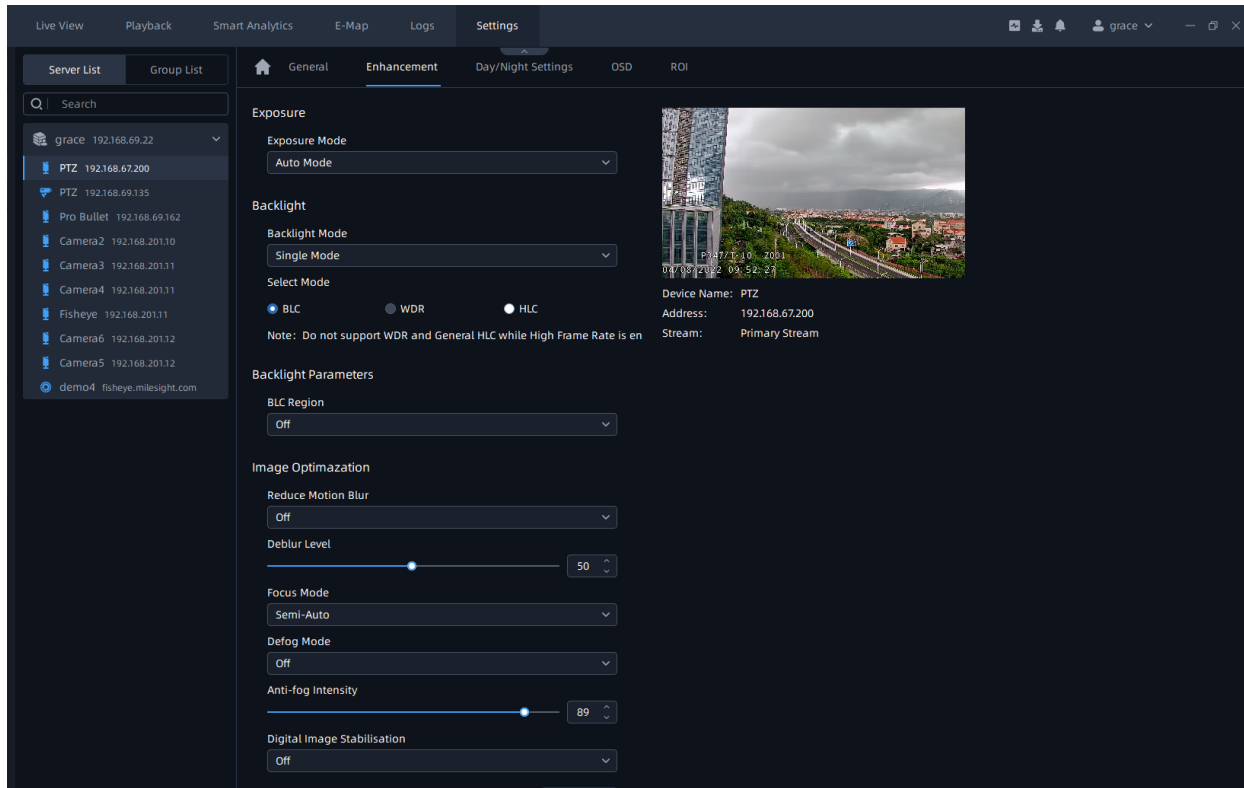 Live View Playback Smart Analytics E-Map Logs Settings grace
Server List Group List
Search
grace 192.168.69.22
PTZ 192.168.67.200
PTZ 192.168.69.135
Pro Bullet 192.168.69.162
Camera2 192.168.201.10
Camera3 192.168.201.11
Camera4 192.168.201.11
Fisheye 192.168.201.11
Camera6 192.168.201.12
Camera5 192.168.201.12
demo4 fisheye.milesight.com
General Enhancement Day/Night Settings OSD ROI
Exposure
Exposure Mode
Auto Mode
Backlight
Backlight Mode
Single Mode
Select Mode
BLC WDR HLC
Note: Do not support WDR and General HLC while High Frame Rate is en
Backlight Parameters
BLC Region
Off
Image Optimazation
Reduce Motion Blur
Off
Deblur Level
50
Focus Mode
Semi-Auto
Defog Mode
Off
Anti-fog Intensity
89
Digital Image Stabilisation
Off
04/08/2022 09:52:27
Device Name: PTZ
Address: 192.168.67.200
Stream: Primary Stream